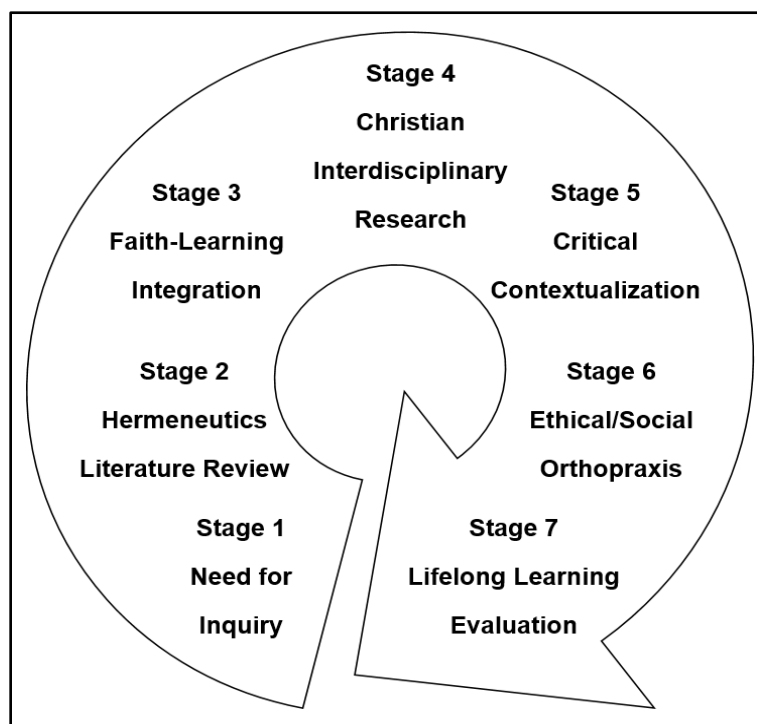 Stage 1
Need for
Inquiry
Stage 2
Hermeneutics
Literature Review
Stage 3
Faith-Learning
Integration
Stage 4
Christian
Interdisciplinary
Research
Stage 5
Critical
Contextualization
Stage 6
Ethical/Social
Orthopraxis
Stage 7
Lifelong Learning
Evaluation